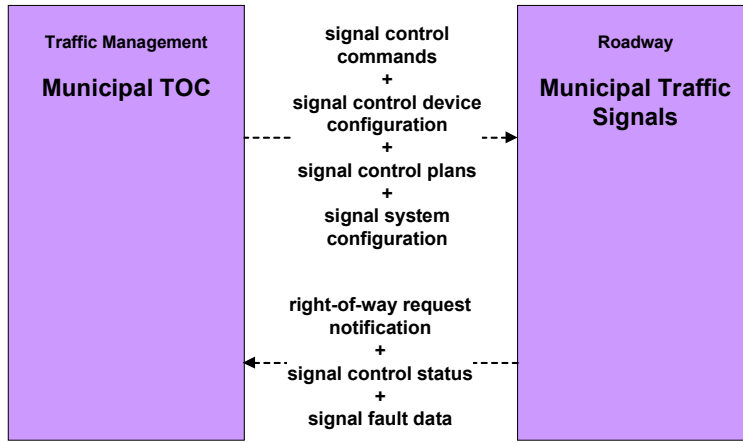 Traffic Management
Municipal TOC
signal control
commands
+
signal control device
configuration
+
signal control plans
+
signal system
configuration
right-of-way request
notification
+
signal control status
+
signal fault data
Roadway
Municipal Traffic
Signals